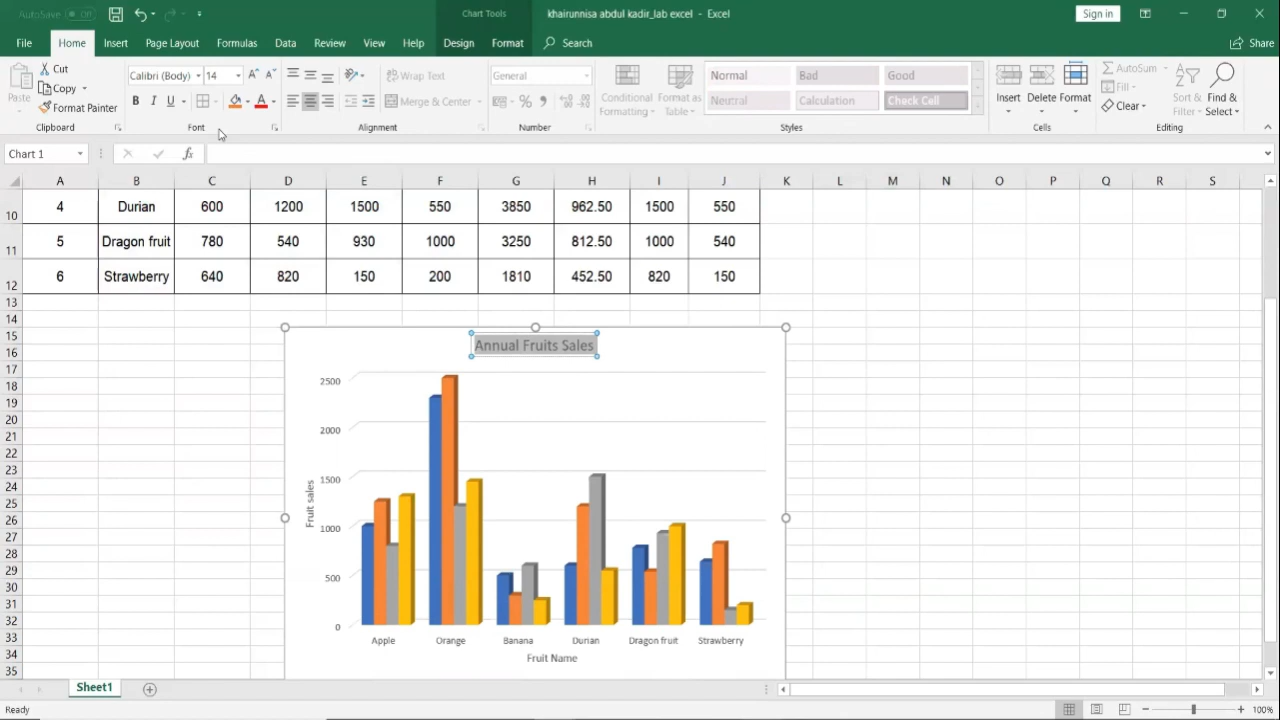 AutoSave Off
Chart Tools
khairunnisa abdul kadir_lab excel - Excel
Sign in
File Home Insert Page Layout Formulas Data Review View Help Design Format Search Share
Paste
Cut
Copy
Format Painter
Clipboard
Calibri (Body) 14
B I U
Font
Wrap Text
Merge & Center
Alignment
General
% 9
Number
Conditional Formatting
Format as Table
Normal Bad Good
Neutral Calculation Check Cell
Styles
Insert Delete Format
Cells
AutoSum
Fill
Clear
Sort & Filter
Find & Select
Editing
Chart 1 fx
A B C D E F G H I J K L M N O P Q R S
10 4 Durian 600 1200 1500 550 3850 962.50 1500 550
11 5 Dragon fruit 780 540 930 1000 3250 812.50 1000 540
12 6 Strawberry 640 820 150 200 1810 452.50 820 150
13
14
15
16
17
18
19
20
21
22
23
24
25
26
27
28
29
30
31
32
33
34
35
Annual Fruits Sales
2500
2000
1500
1000
500
0
Fruit sales
Apple Orange Banana Durian Dragon fruit Strawberry
Fruit Name
Sheet1
Ready
100%